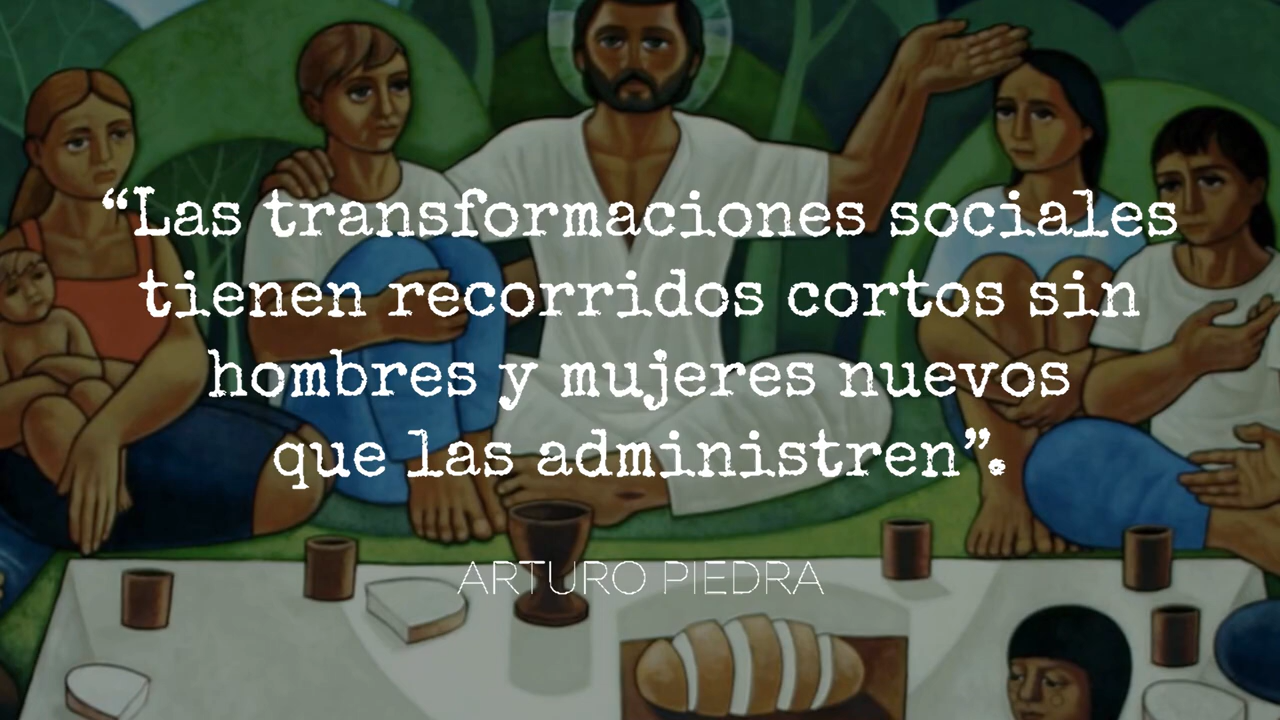 “Las transformaciones sociales
tienen recorridos cortos sin
hombres y mujeres nuevos
que las administren”.
ARTURO PIEDRA